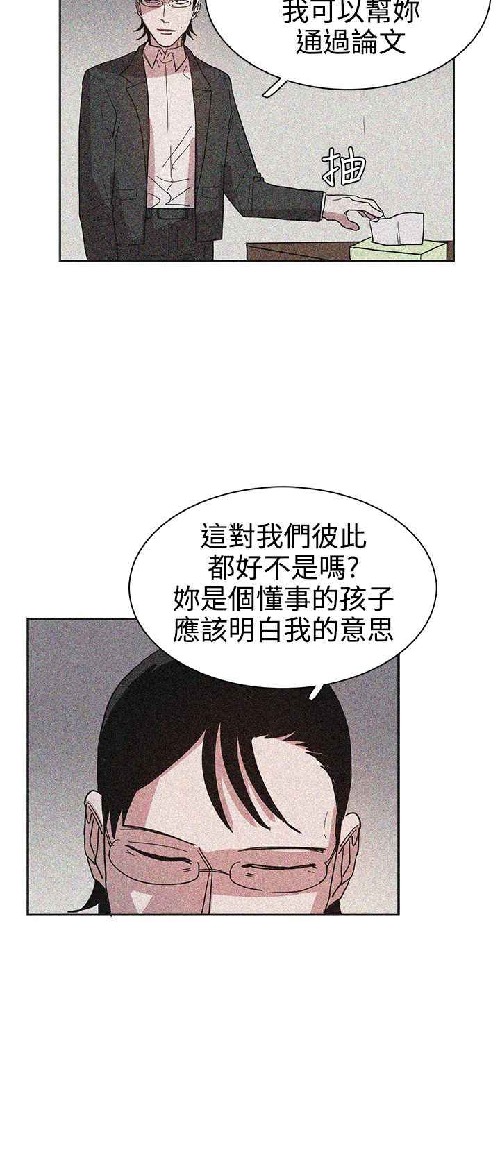 我可以幫妳
通過論文
抽
這對我們彼此
都好不是嗎?
妳是個懂事的孩子
應該明白我的意思